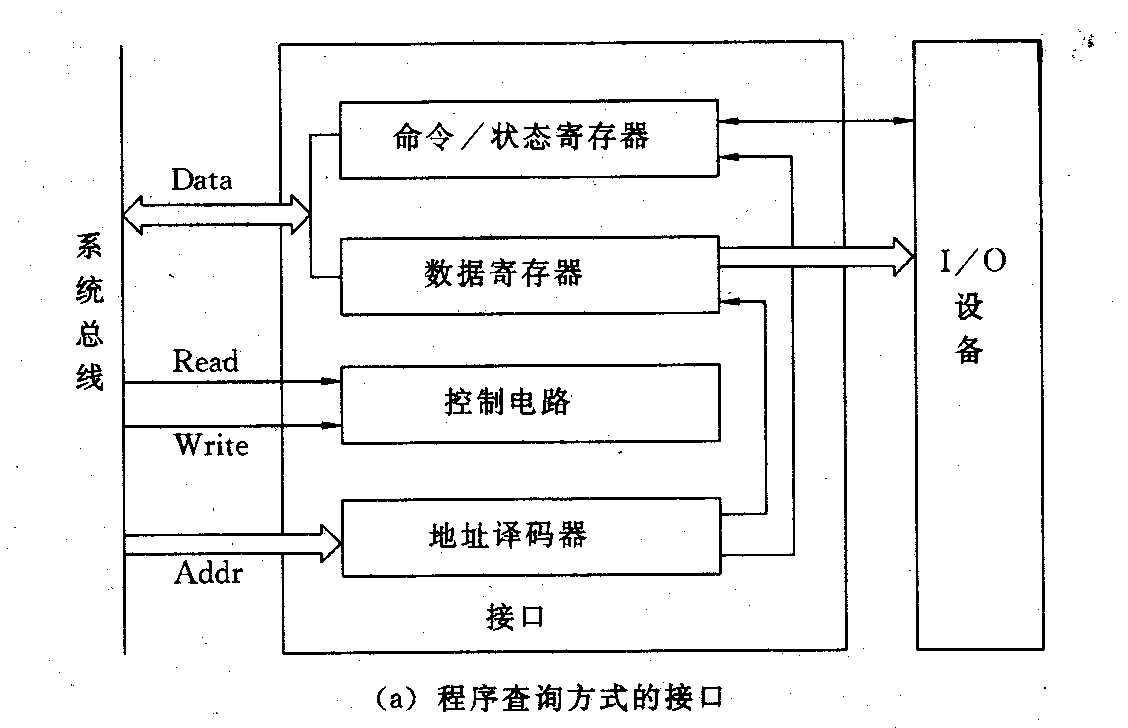 命令／状态寄存器
Data
数据寄存器
系统总线
I／O
设备
Read
控制电路
Write
地址译码器
Addr
接口
(a) 程序查询方式的接口